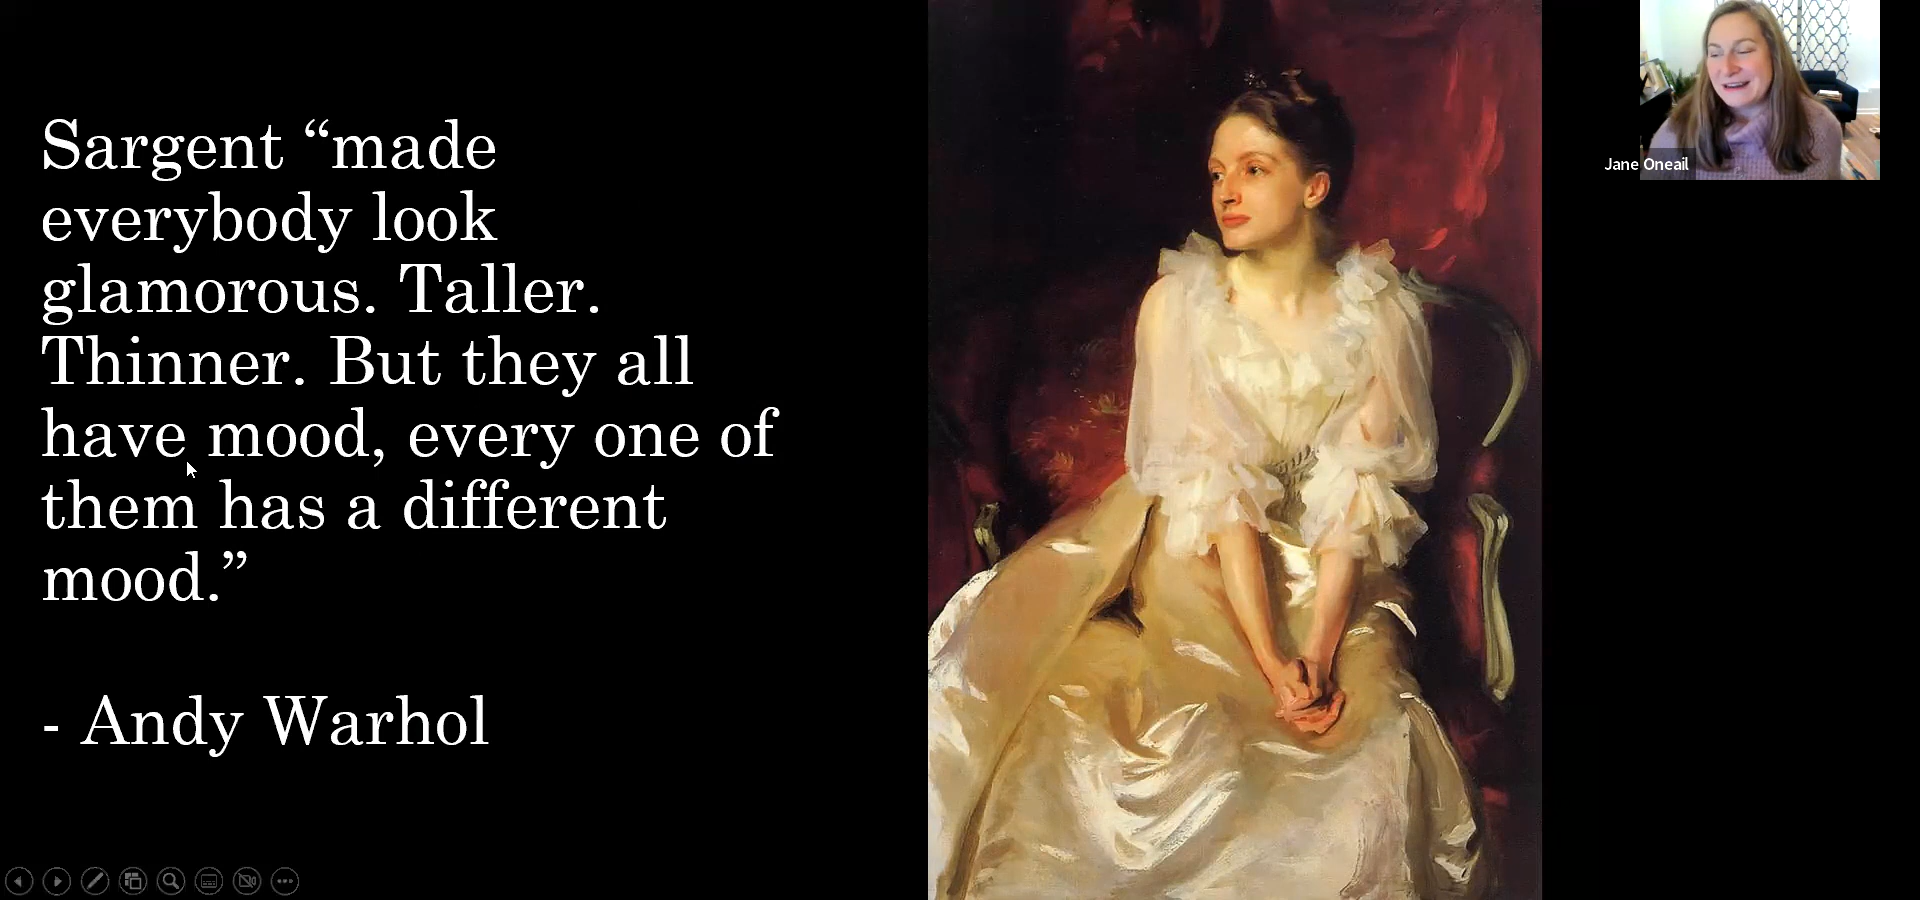 Sargent “made
everybody look
glamorous. Taller.
Thinner. But they all
have mood, every one of
them has a different
mood.”
- Andy Warhol
Jane Oneail